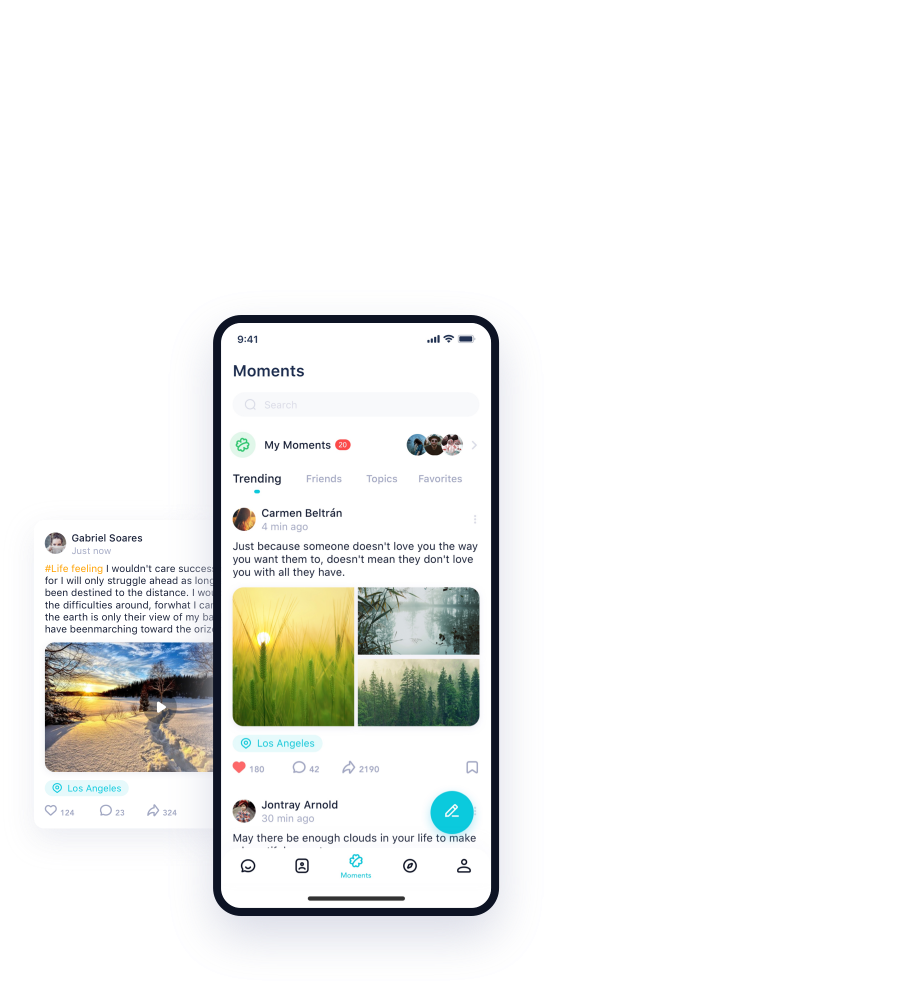 9:41
Moments
Search
My Moments 20
Trending Friends Topics Favorites
Carmen Beltrán
4 min ago
Just because someone doesn't love you the way
you want them to, doesn't mean they don't love
you with all they have.
Los Angeles
180 42 2190
Jontray Arnold
30 min ago
May there be enough clouds in your life to make
Moments
Gabriel Soares
Just now
#Life feeling I wouldn't care success
for I will only struggle ahead as long
been destined to the distance. I
the difficulties around, forwhat I
the earth is only their view of my
have beenmarching toward the
Los Angeles
124 23 324